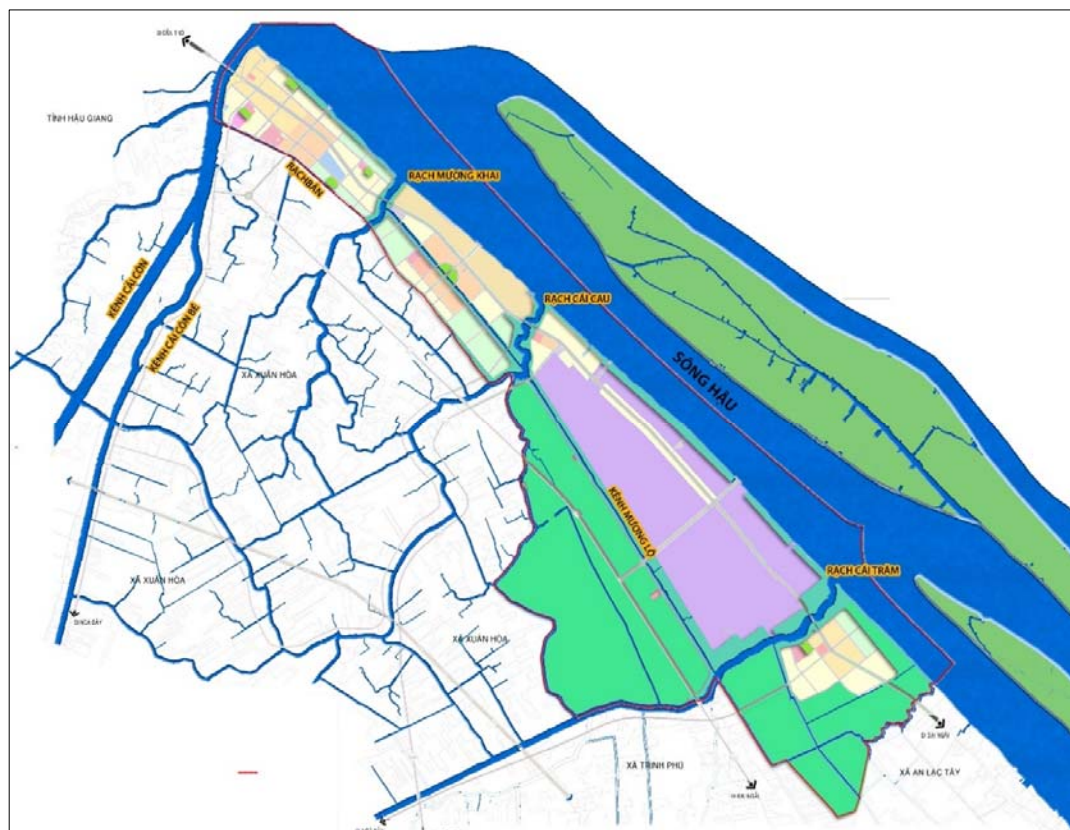 TỈNH HẬU GIANG
RẠCH BẦN
RẠCH MƯƠNG KHAI
KÊNH CÁI CÔN
KÊNH CÁI CÔN BÉ
RẠCH CÁI CAU
SÔNG HẬU
XÃ XUÂN HÒA
KÊNH MƯƠNG LỘ
RẠCH CÁI TRÂM
XÃ XUÂN HÒA
XÃ XUÂN HÒA
XÃ TRINH PHÚ
XÃ AN LẠC TÂY